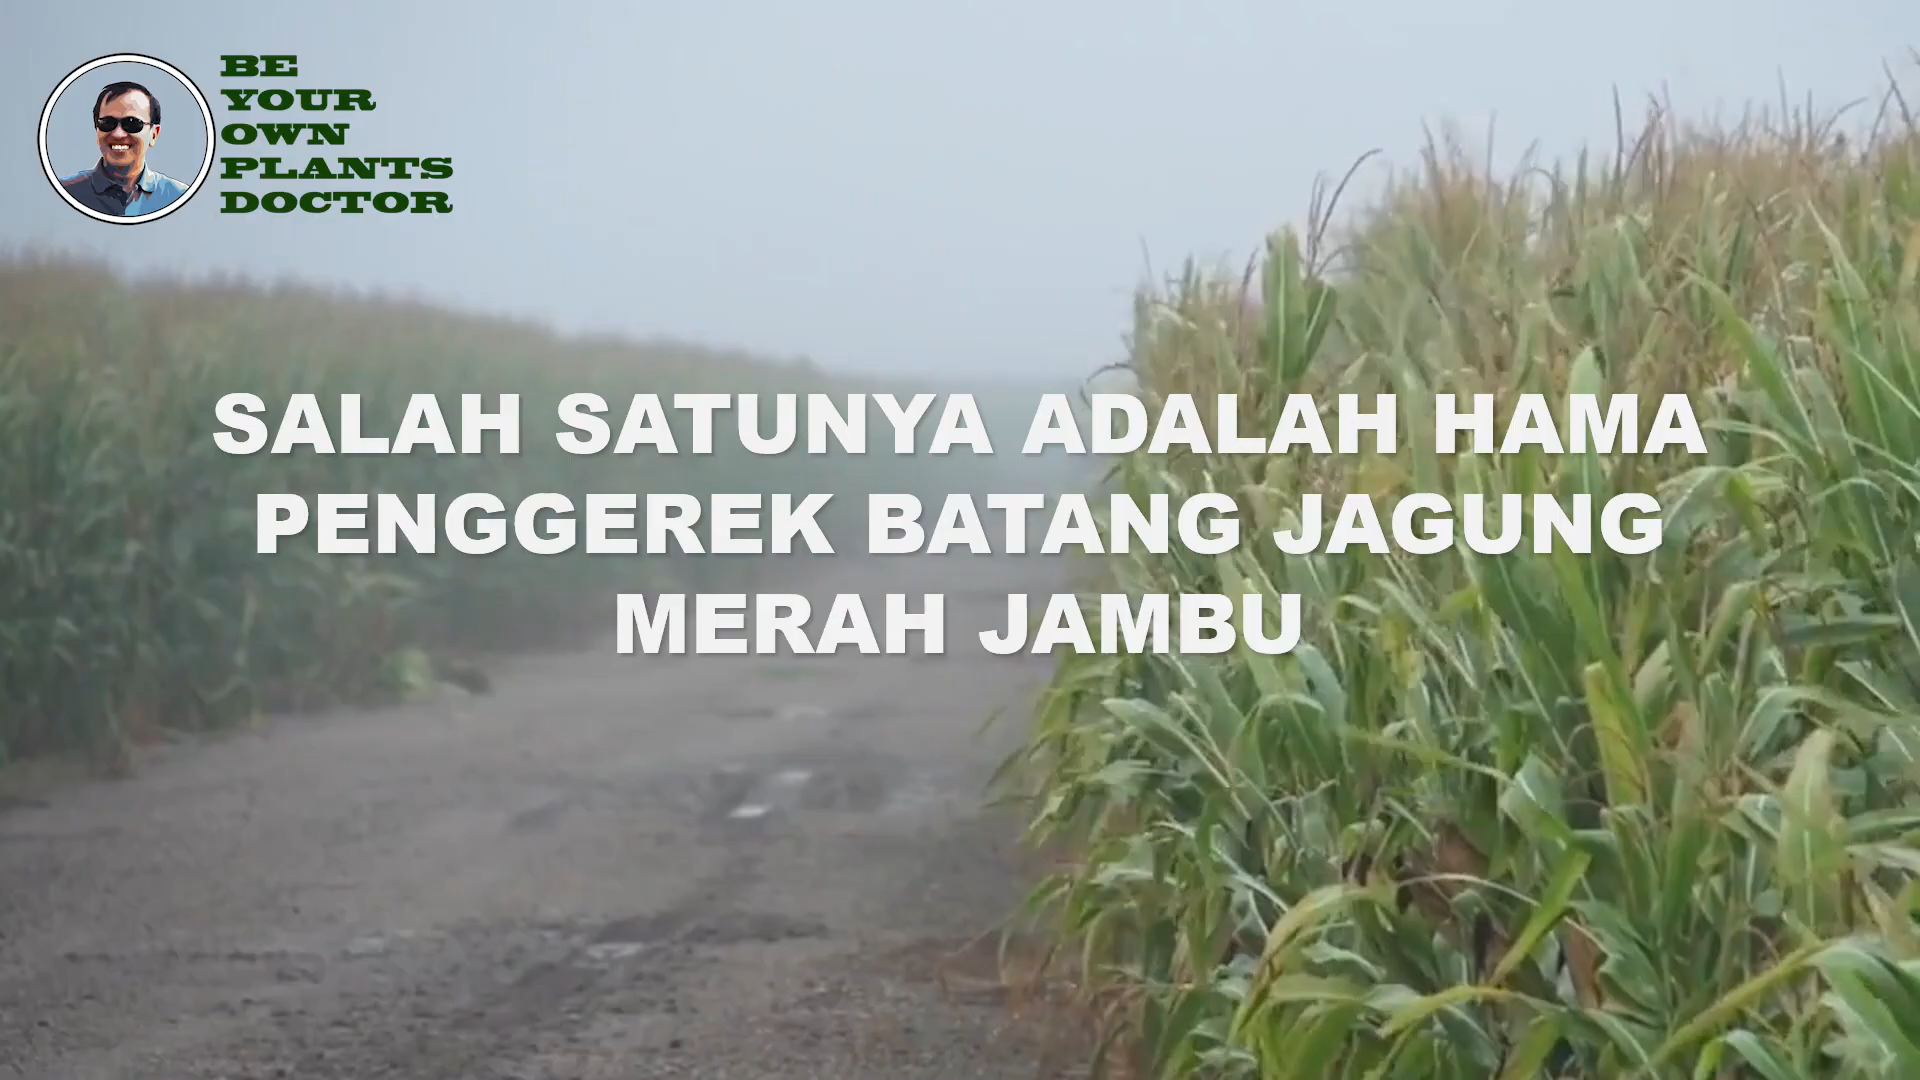 BE
YOUR
OWN
PLANTS
DOCTOR
SALAH SATUNYA ADALAH HAMA
PENGGEREK BATANG JAGUNG
MERAH JAMBU